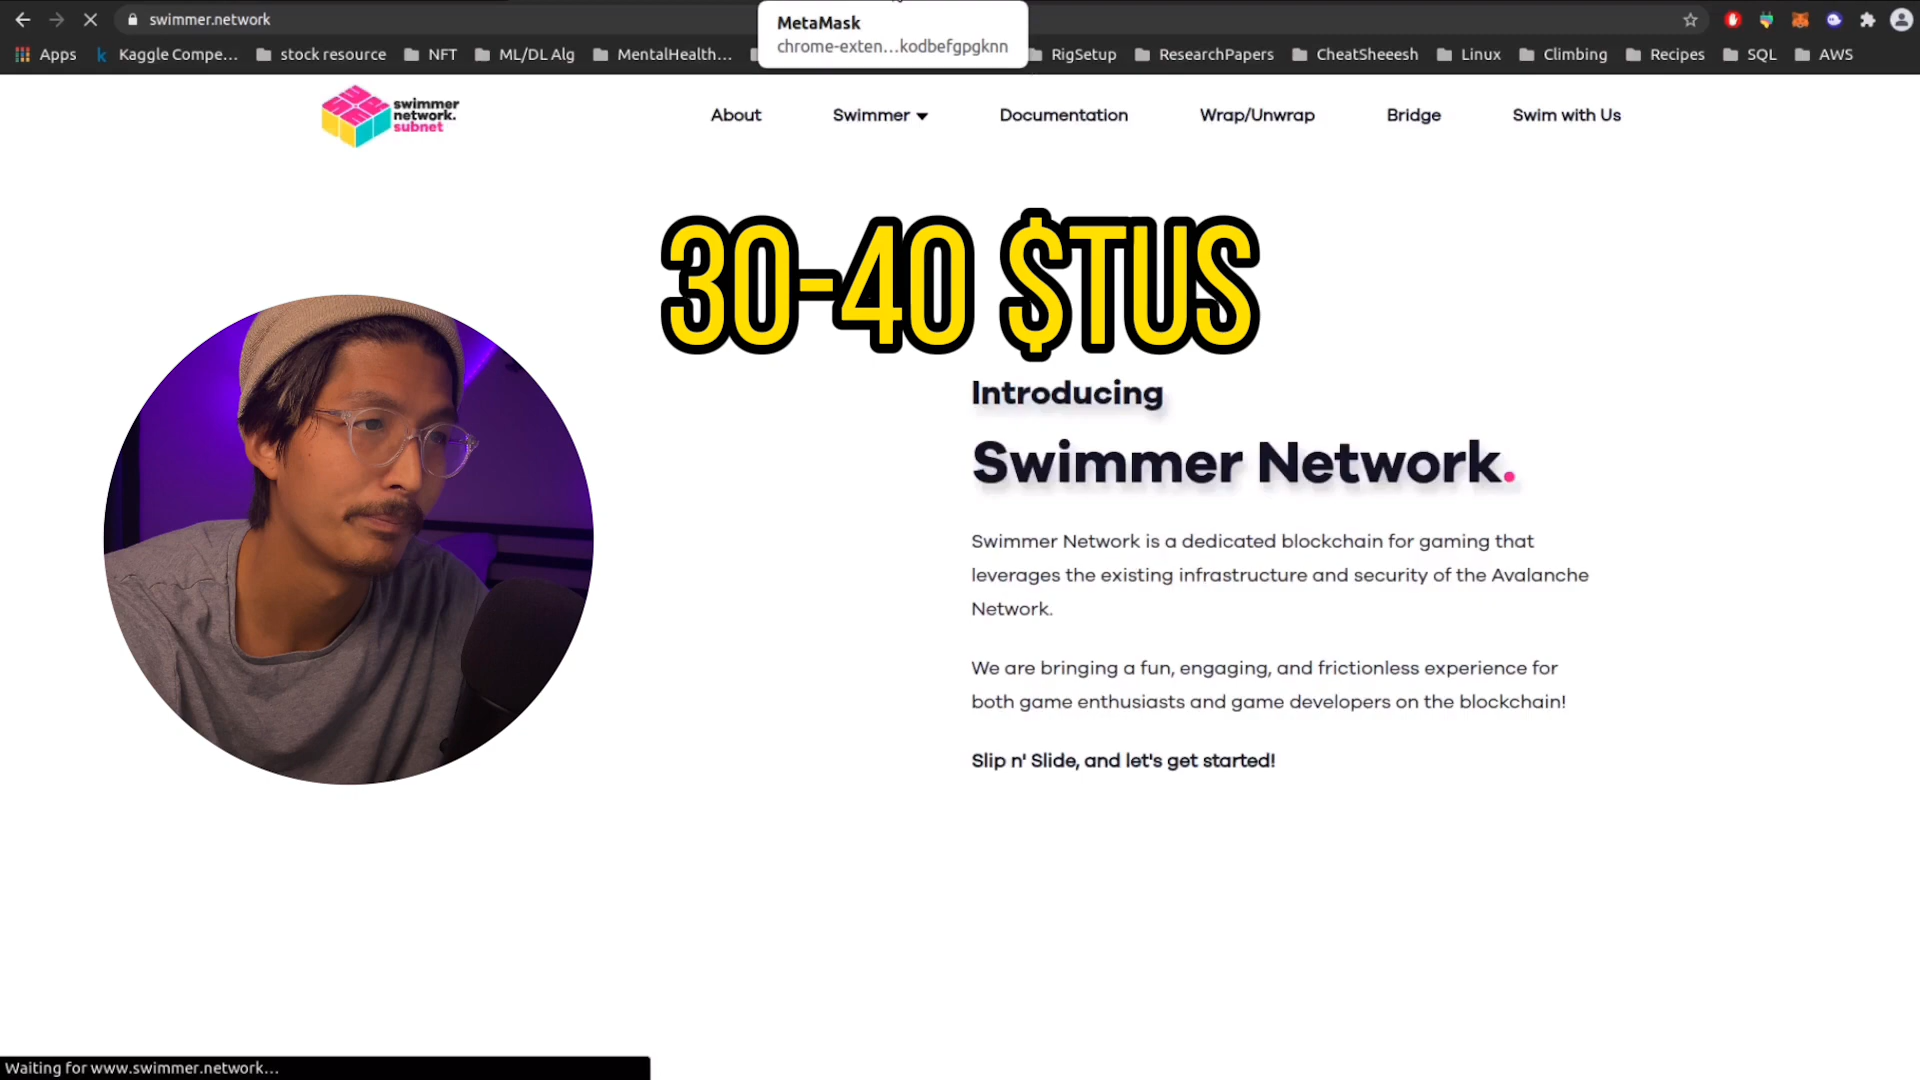 swimmer.network
MetaMask
chrome-exten...kodbefgpgknn
Apps
Kaggle Compe...
stock resource
NFT
ML/DL Alg
MentalHealth...
RigSetup
ResearchPapers
CheatSheeesh
Linux
Climbing
Recipes
SQL
AWS
swimmer
network.
subnet
About
Swimmer
Documentation
Wrap/Unwrap
Bridge
Swim with Us
30-40 $TUS
Introducing
Swimmer Network.
Swimmer Network is a dedicated blockchain for gaming that
leverages the existing infrastructure and security of the Avalanche
Network.
We are bringing a fun, engaging, and frictionless experience for
both game enthusiasts and game developers on the blockchain!
Slip n' Slide, and let's get started!
Waiting for www.swimmer.network...